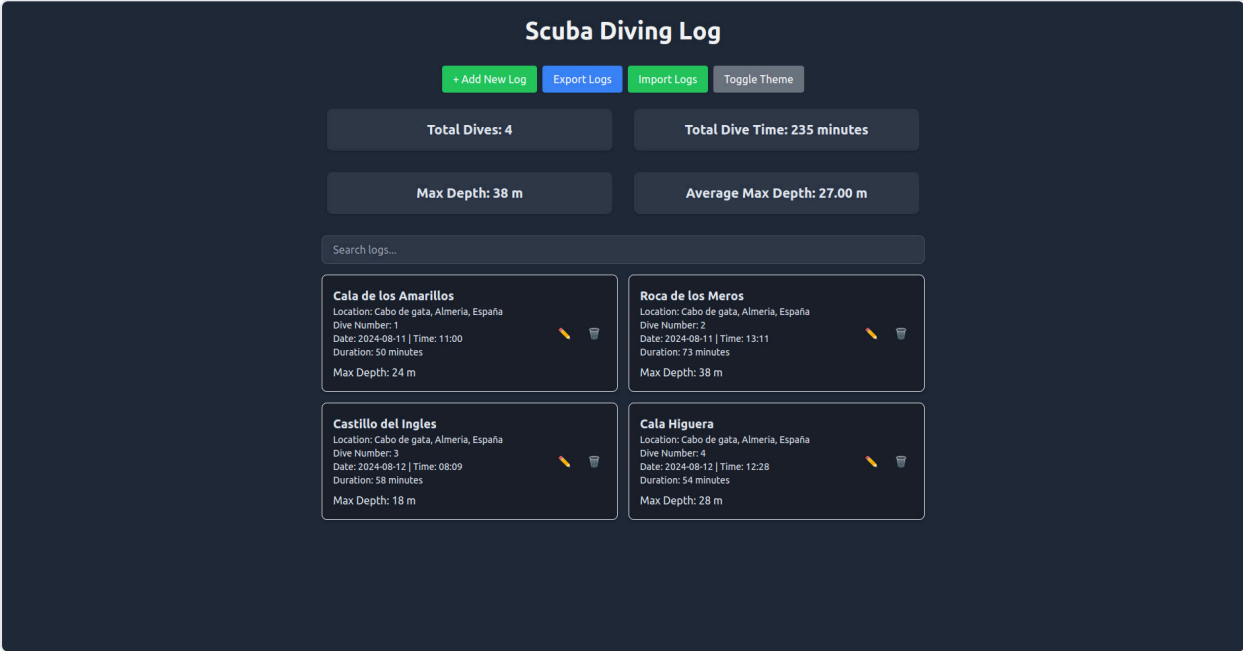 Scuba Diving Log
+ Add New Log Export Logs Import Logs Toggle Theme
Total Dives: 4
Total Dive Time: 235 minutes
Max Depth: 38 m
Average Max Depth: 27.00 m
Search logs...
Cala de los Amarillos
Location: Cabo de gata, Almeria, España
Dive Number: 1
Date: 2024-08-11 | Time: 11:00
Duration: 50 minutes
Max Depth: 24 m
Roca de los Meros
Location: Cabo de gata, Almeria, España
Dive Number: 2
Date: 2024-08-11 | Time: 13:11
Duration: 73 minutes
Max Depth: 38 m
Castillo del Ingles
Location: Cabo de gata, Almeria, España
Dive Number: 3
Date: 2024-08-12 | Time: 08:09
Duration: 58 minutes
Max Depth: 18 m
Cala Higuera
Location: Cabo de gata, Almeria, España
Dive Number: 4
Date: 2024-08-12 | Time: 12:28
Duration: 54 minutes
Max Depth: 28 m